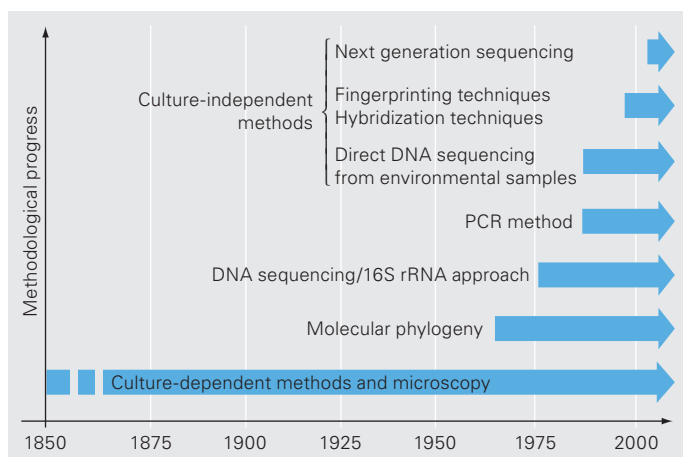 Methodological progress
Next generation sequencing
Culture-independent
methods
Fingerprinting techniques
Hybridization techniques
Direct DNA sequencing
from environmental samples
PCR method
DNA sequencing/16S rRNA approach
Molecular phylogeny
Culture-dependent methods and microscopy
1850 1875 1900 1925 1950 1975 2000